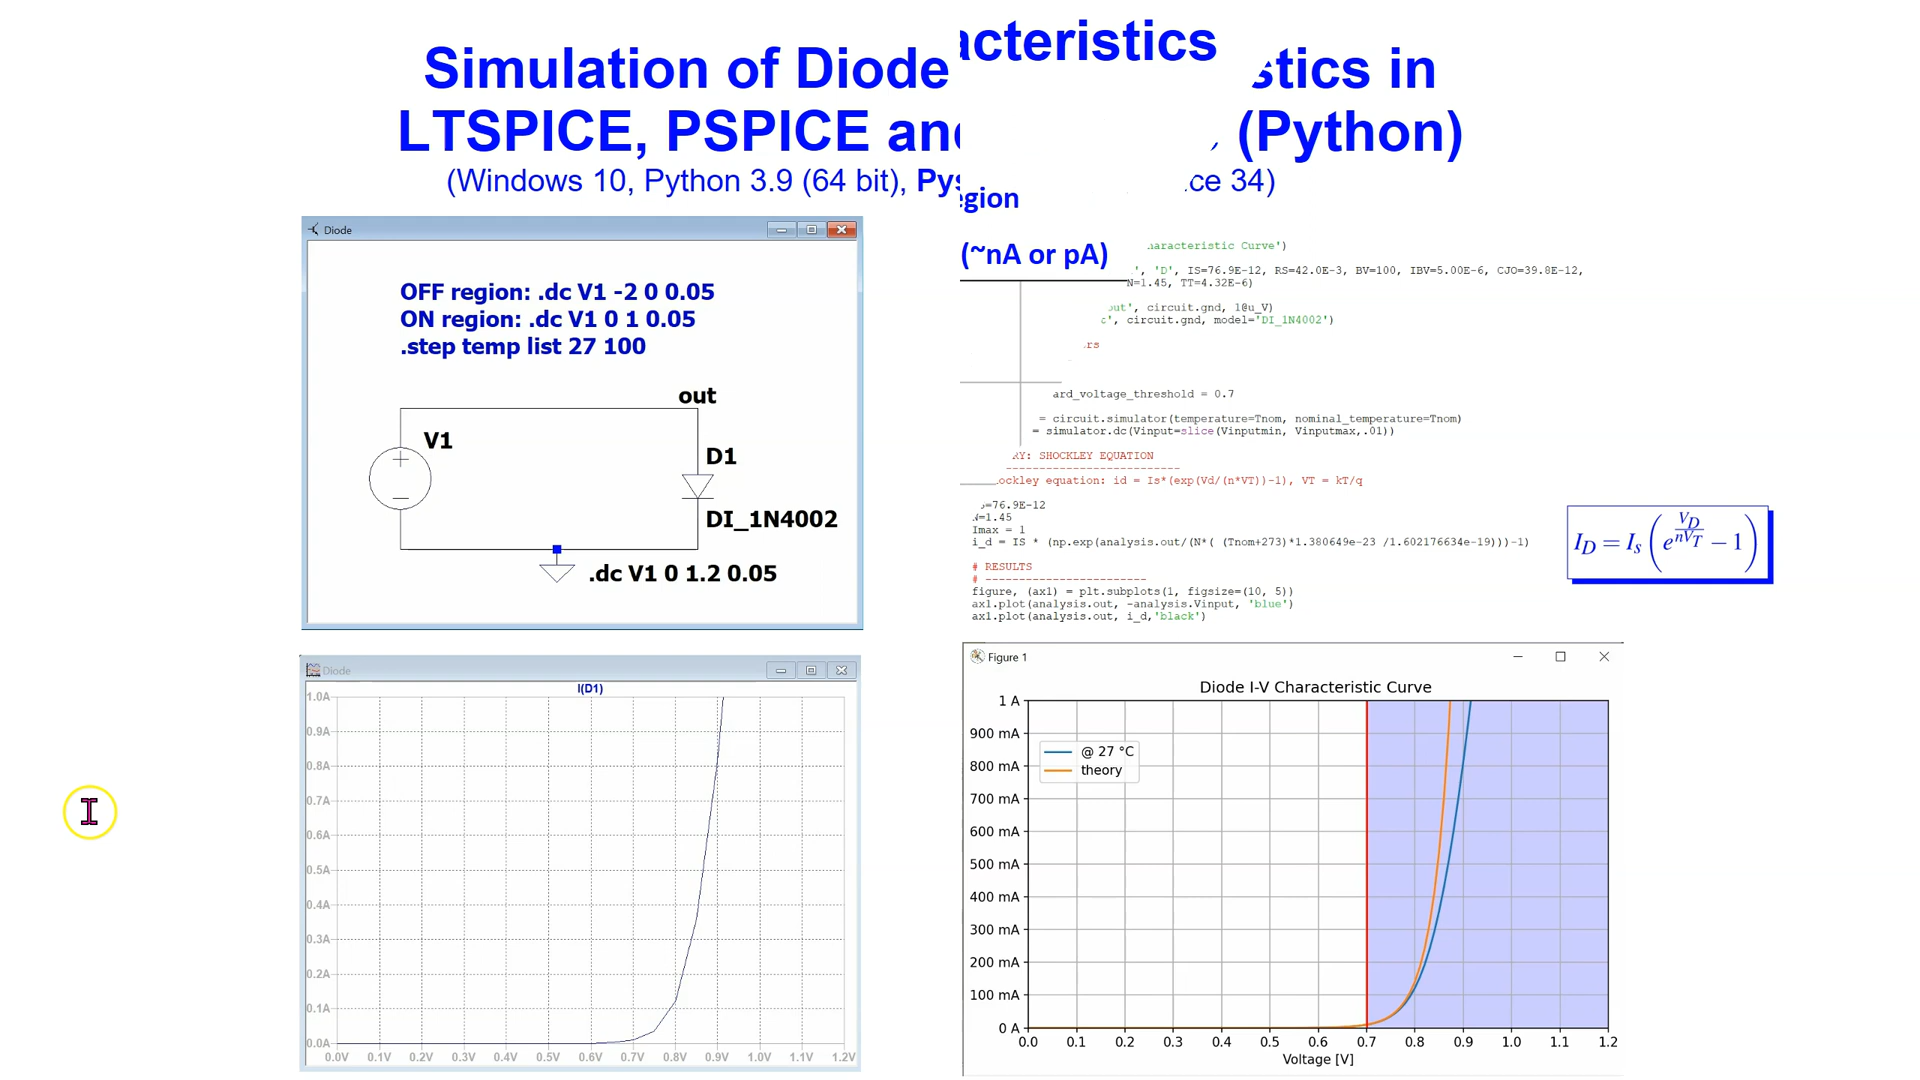 acteristics
Simulation of Diode stics in
LTSPICE, PSPICE and (Python)
(Windows 10, Python 3.9 (64 bit), Pys ce 34)
egion
(~nA or pA)
Diode
OFF region: .dc V1 -2 0 0.05
ON region: .dc V1 0 1 0.05
.step temp list 27 100
out
V1
D1
DI_1N4002
.dc V1 0 1.2 0.05
aracteristic Curve')
', 'D', IS=76.9E-12, RS=42.0E-3, BV=100, IBV=5.00E-6, CJO=39.8E-12,
N=1.45, TT=4.32E-6)
out', circuit.gnd, 1@u_V)
c', circuit.gnd, model='DI_1N4002')
rs
ard_voltage_threshold = 0.7
= circuit.simulator(temperature=Tnom, nominal_temperature=Tnom)
= simulator.dc(Vinput=slice(Vinputmin, Vinputmax,.01))
RY: SHOCKLEY EQUATION
----------------------------
ockley equation: id = Is*(exp(Vd/(n*VT))-1), VT = kT/q
=76.9E-12
N=1.45
Imax = 1
i_d = IS * (np.exp(analysis.out/(N*( (Tnom+273)*1.380649e-23 /1.602176634e-19)))-1)
# RESULTS
# ------------------------
figure, (ax1) = plt.subplots(1, figsize=(10, 5))
ax1.plot(analysis.out, -analysis.Vinput, 'blue')
ax1.plot(analysis.out, i_d,'black')
I_D = I_s ( e^{V_D/nV_T} − 1 )
Diode
I(D1)
1.0A
0.9A
0.8A
0.7A
0.6A
0.5A
0.4A
0.3A
0.2A
0.1A
0.0A
0.0V 0.1V 0.2V 0.3V 0.4V 0.5V 0.6V 0.7V 0.8V 0.9V 1.0V 1.1V 1.2V
Figure 1
Diode I-V Characteristic Curve
1 A
900 mA
800 mA
700 mA
600 mA
500 mA
400 mA
300 mA
200 mA
100 mA
0 A
@ 27 °C
theory
0.0 0.1 0.2 0.3 0.4 0.5 0.6 0.7 0.8 0.9 1.0 1.1 1.2
Voltage [V]